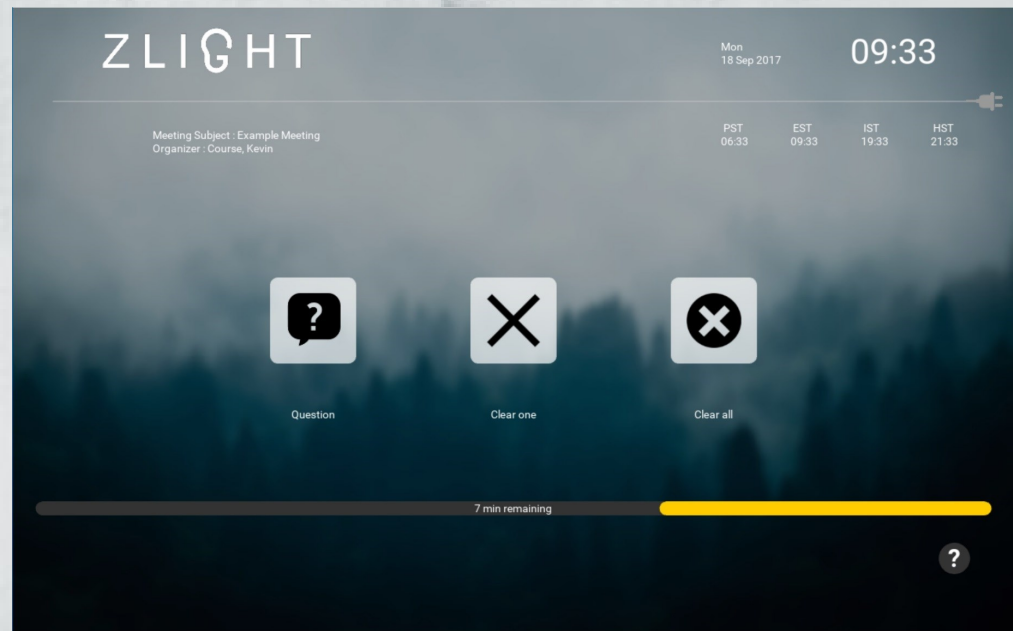 ZLIGHT
Mon
18 Sep 2017
09:33
Meeting Subject : Example Meeting
Organizer : Course, Kevin
PST EST IST HST
06:33 09:33 19:33 21:33
?
Question Clear one Clear all
7 min remaining
?